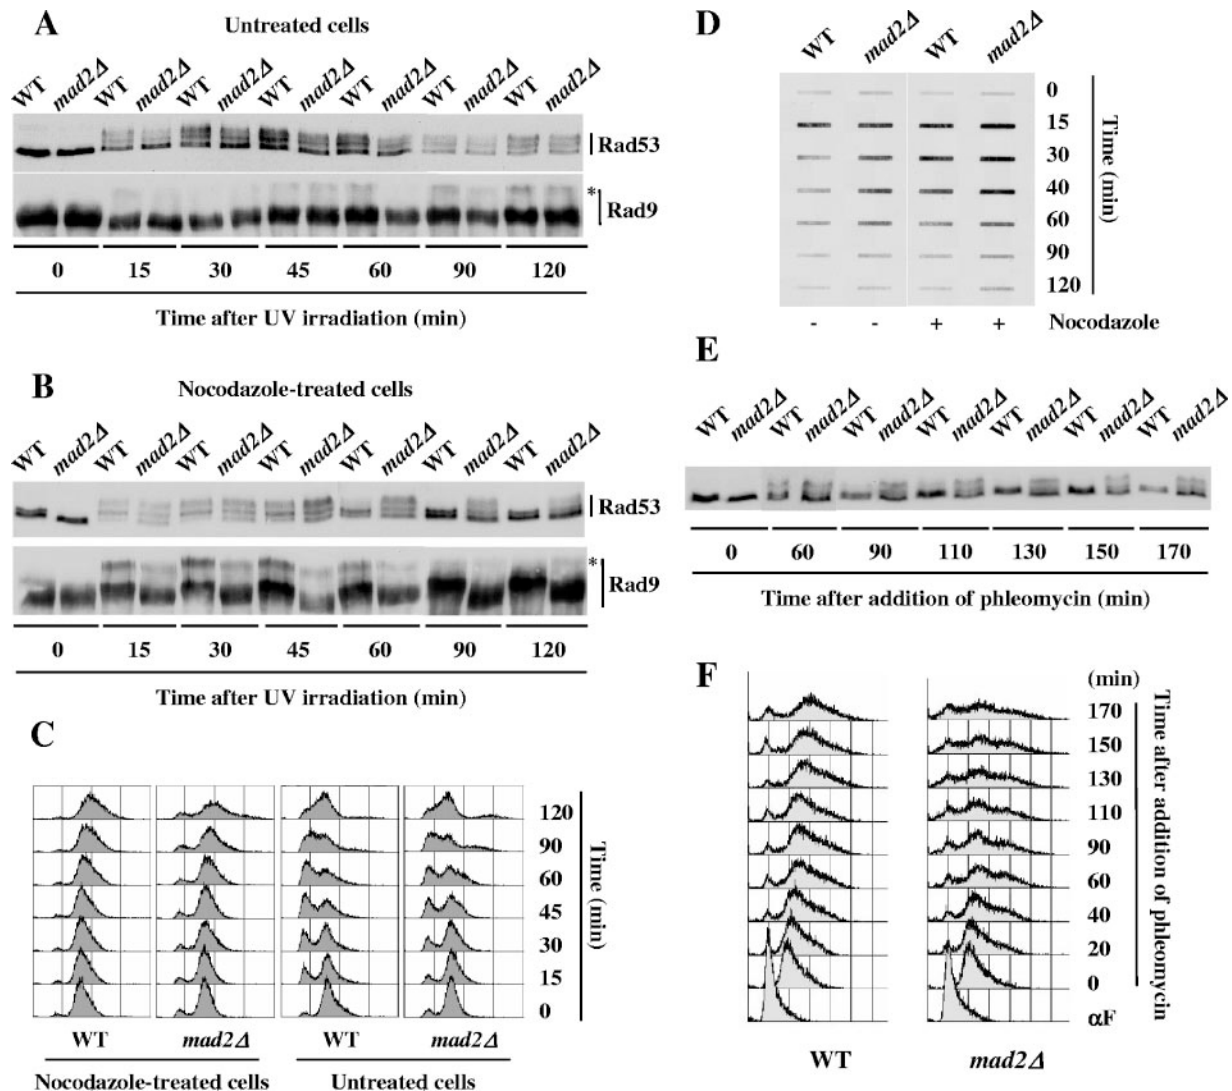 A
Untreated cells
WT mad2Δ WT mad2Δ WT mad2Δ WT mad2Δ WT mad2Δ WT mad2Δ WT mad2Δ
Rad53
*
Rad9
0 15 30 45 60 90 120
Time after UV irradiation (min)
B
Nocodazole-treated cells
WT mad2Δ WT mad2Δ WT mad2Δ WT mad2Δ WT mad2Δ WT mad2Δ WT mad2Δ
Rad53
*
Rad9
0 15 30 45 60 90 120
Time after UV irradiation (min)
C
120
90
60
45
30
15
0
Time (min)
WT mad2Δ WT mad2Δ
Nocodazole-treated cells Untreated cells
D
WT mad2Δ WT mad2Δ
0
15
30
40
60
90
120
Time (min)
- - + + Nocodazole
E
WT mad2Δ WT mad2Δ WT mad2Δ WT mad2Δ WT mad2Δ WT mad2Δ WT mad2Δ
0 60 90 110 130 150 170
Time after addition of phleomycin (min)
F
(min)
170
150
130
110
90
60
40
20
0
αF
Time after addition of phleomycin
WT mad2Δ